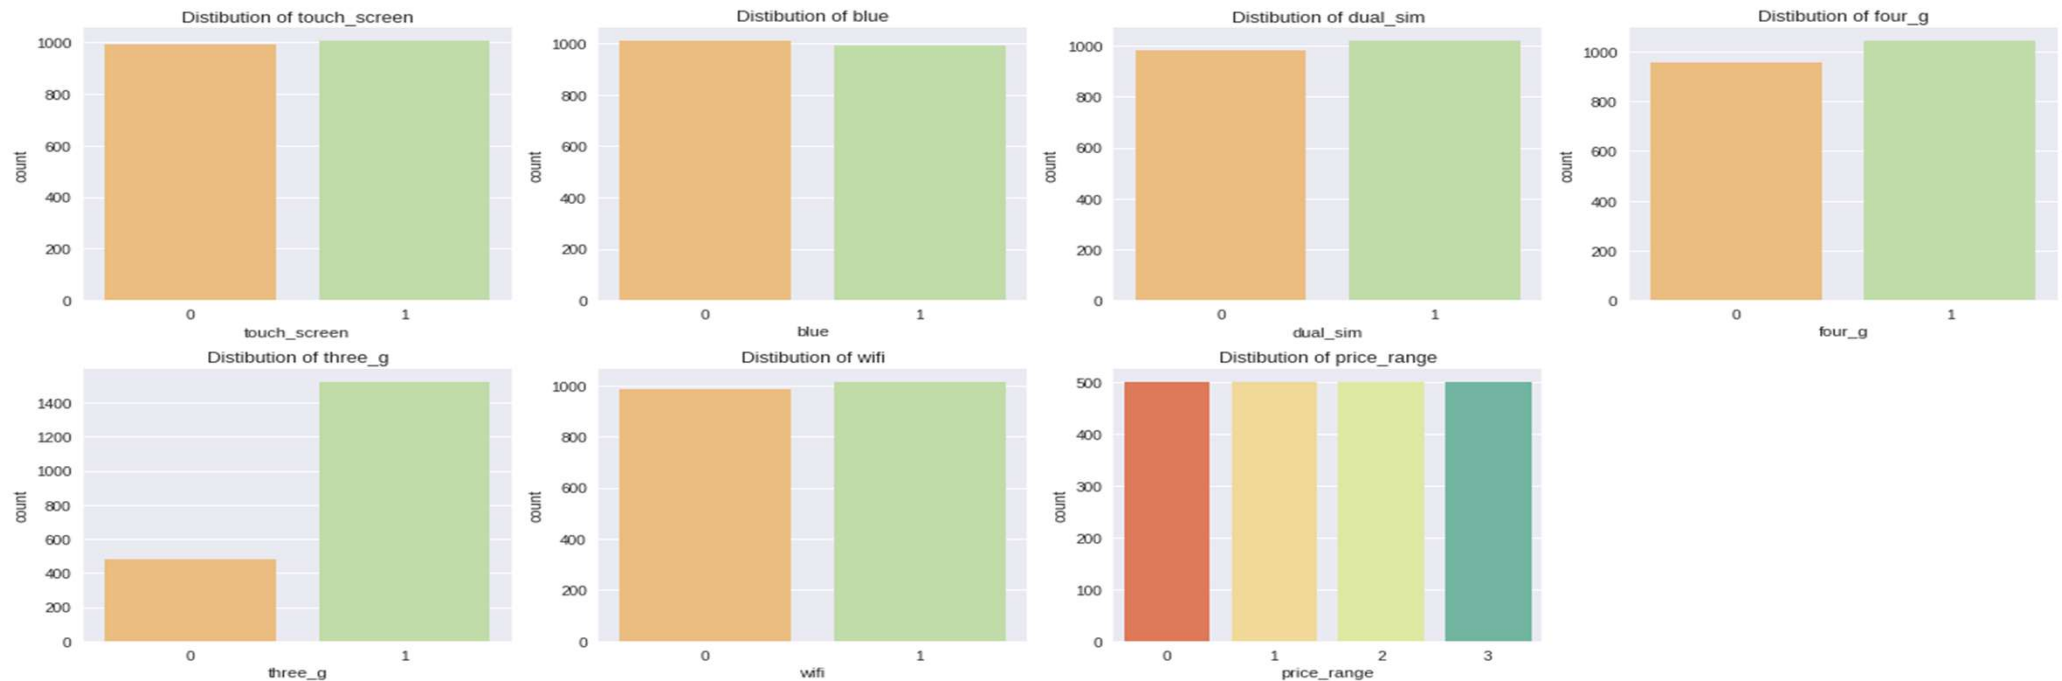 Distibution of touch_screen
1000
800
600
400
200
0
count
0 1
touch_screen
Distibution of blue
1000
800
600
400
200
0
count
0 1
blue
Distibution of dual_sim
1000
800
600
400
200
0
count
0 1
dual_sim
Distibution of four_g
1000
800
600
400
200
0
count
0 1
four_g
Distibution of three_g
1400
1200
1000
800
600
400
200
0
count
0 1
three_g
Distibution of wifi
1000
800
600
400
200
0
count
0 1
wifi
Distibution of price_range
500
400
300
200
100
0
count
0 1 2 3
price_range